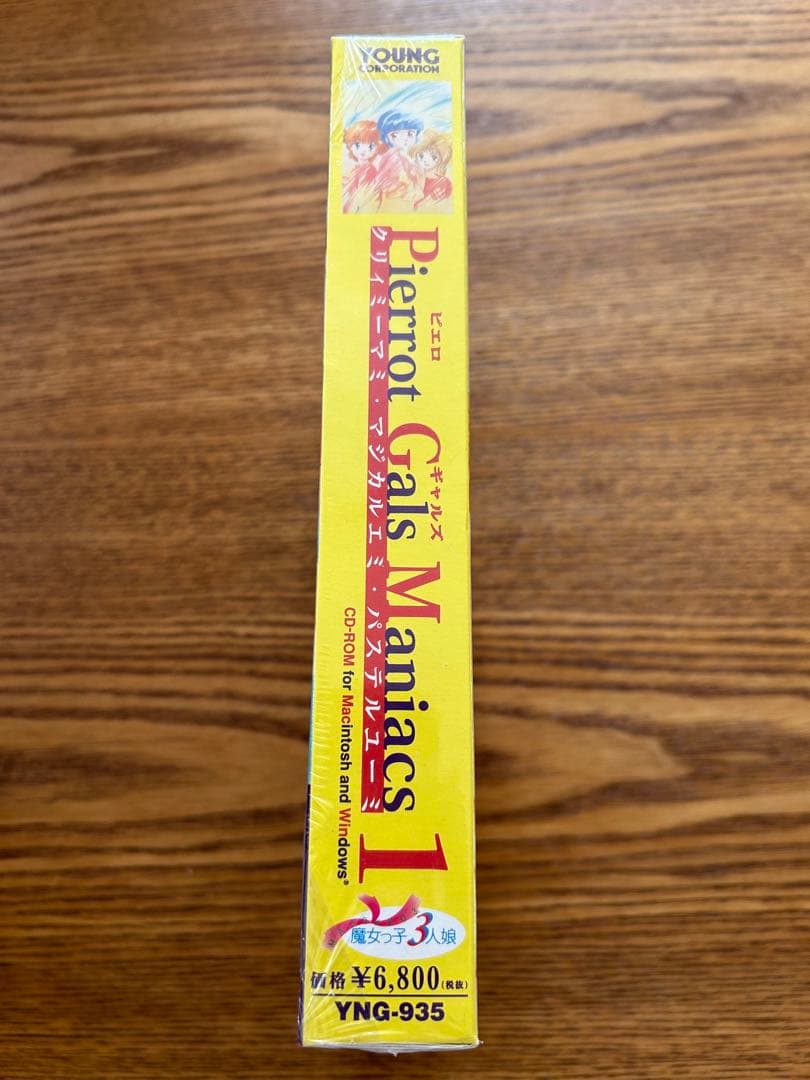 YOUNG
CORPORATION
Pierrot Gals Maniacs 1
ピエロ
ギャルズ
クリィミーマミ・マジカルエミ・パステルユーミ
CD-ROM for Macintosh and Windows®
魔女っ子3人娘
価格 ¥6,800(税抜)
YNG-935